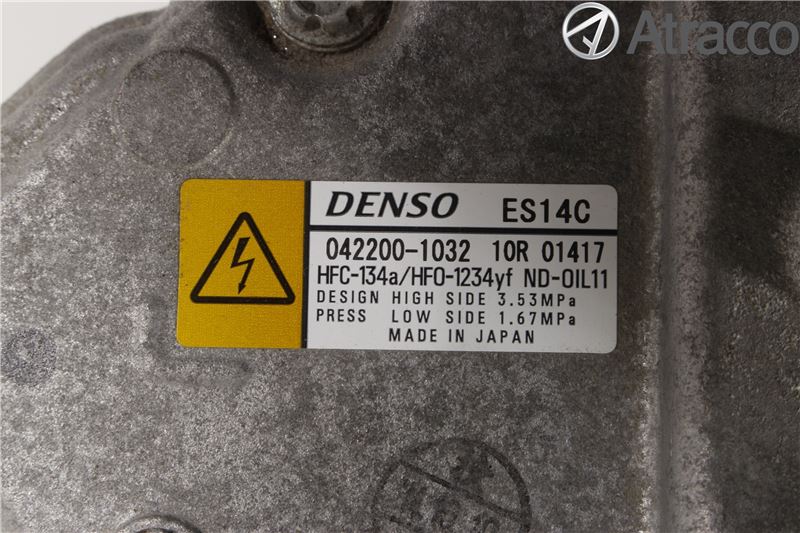 Atracco
DENSO ES14C
042200-1032 10R 01417
HFC-134a/HFO-1234yf ND-OIL11
DESIGN HIGH SIDE 3.53MPa
PRESS LOW SIDE 1.67MPa
MADE IN JAPAN